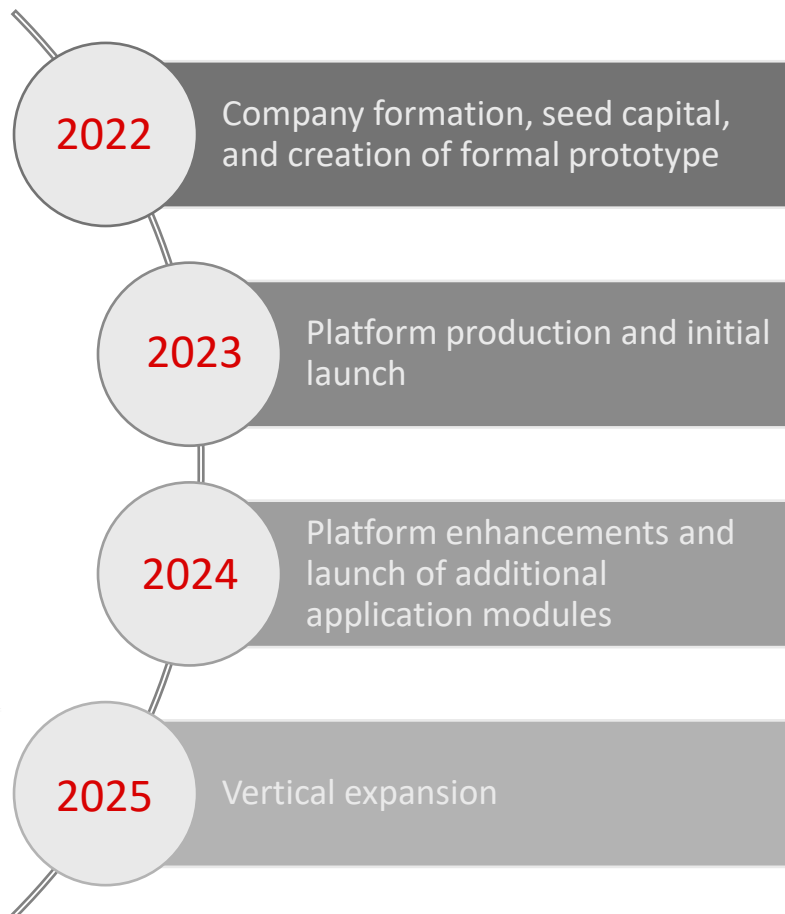 2022
Company formation, seed capital,
and creation of formal prototype
2023
Platform production and initial
launch
2024
Platform enhancements and
launch of additional
application modules
2025
Vertical expansion